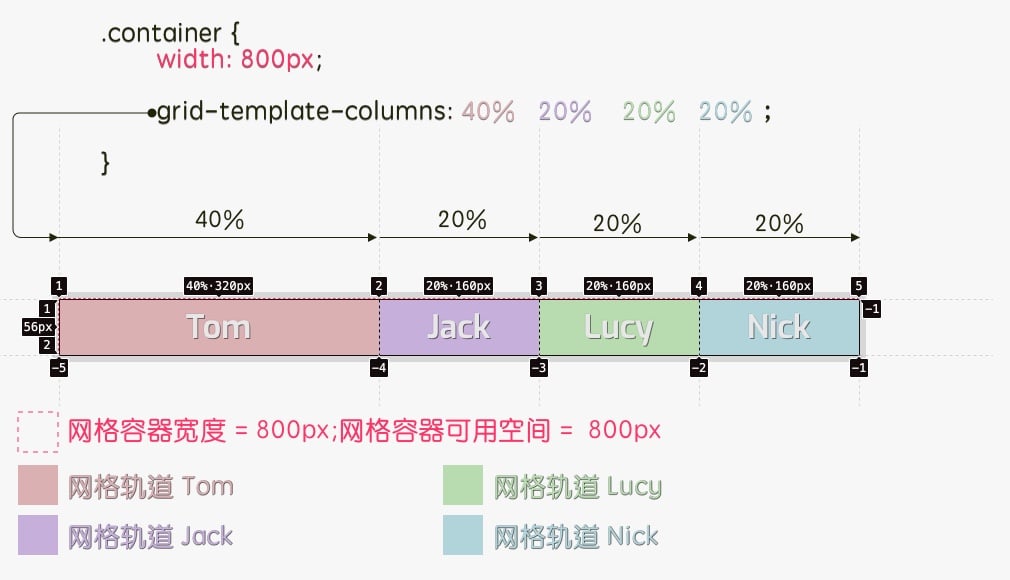 .container {
width: 800px;
grid-template-columns: 40% 20% 20% 20% ;
}
40% 20% 20% 20%
1 40%·320px 2 20%·160px 3 20%·160px 4 20%·160px 5
1 -1
56px Tom Jack Lucy Nick
2
-5 -4 -3 -2 -1
网格容器宽度 = 800px;网格容器可用空间 = 800px
网格轨道 Tom 网格轨道 Lucy
网格轨道 Jack 网格轨道 Nick